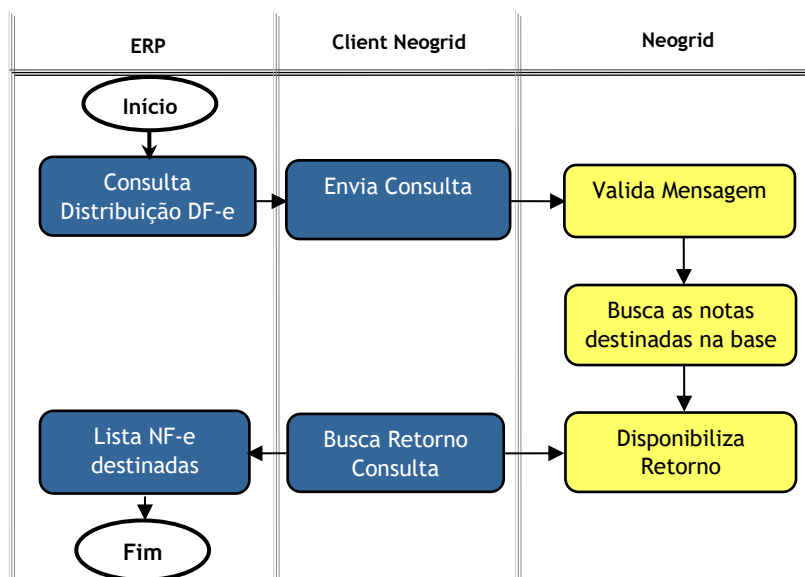 ERP
Client Neogrid
Neogrid
Início
Consulta
Distribuição DF-e
Envia Consulta
Valida Mensagem
Busca as notas
destinadas na base
Lista NF-e
destinadas
Busca Retorno
Consulta
Disponibiliza
Retorno
Fim